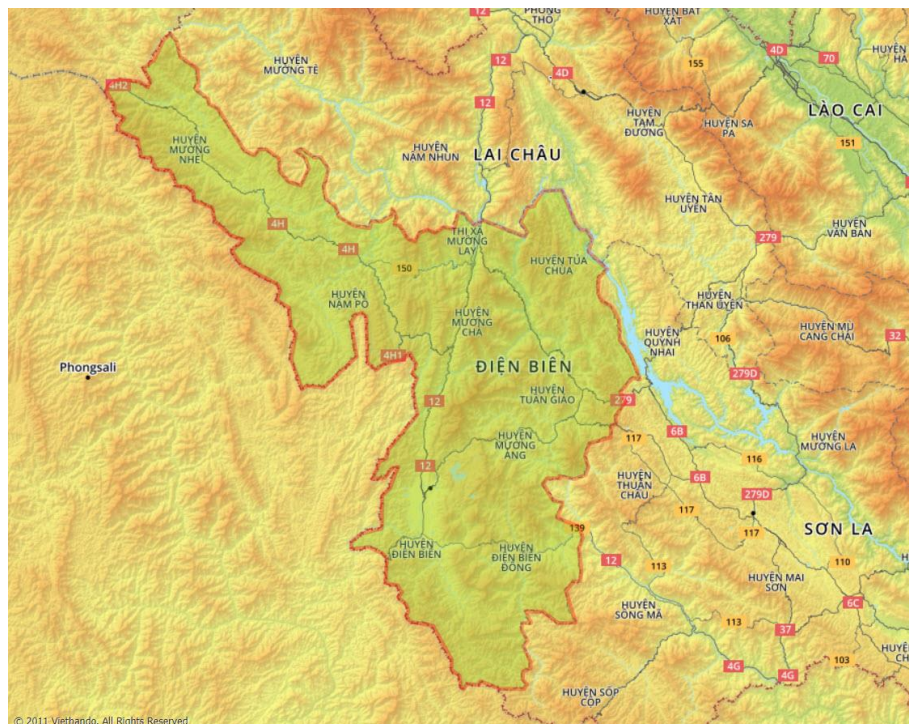 12
PHONG
THỔ
HUYỆN BÁT
XÁT
4D
70
155
12
4D
HUYỆN
MƯỜNG TÈ
4H2
12
LÀO CAI
HUYỆN
TAM
ĐƯỜNG
HUYỆN SA
PA
151
HUYỆN
MƯỜNG
NHÉ
HUYỆN
NẬM NHÙN
LAI CHÂU
HUYỆN TÂN
UYÊN
4H
THỊ XÃ
MƯỜNG
LAY
HUYỆN
VĂN BÀN
279
4H
150
HUYỆN TỦA
CHÙA
HUYỆN
NẬM PỒ
HUYỆN
THAN UYÊN
HUYỆN
MƯỜNG
CHÀ
HUYỆN
QUỲNH
NHAI
106
HUYỆN MÙ
CANG CHẢI
32
4H1
Phongsali
ĐIỆN BIÊN
279D
HUYỆN
TUẦN GIÁO
12
279
6B
117
HUYỆN
MƯỜNG
ẢNG
HUYỆN
MƯỜNG LA
116
12
6B
HUYỆN
THUẬN
CHÂU
279D
117
139
117
SƠN LA
HUYỆN
ĐIỆN BIÊN
HUYỆN
ĐIỆN BIÊN
ĐÔNG
12
113
110
HUYỆN MAI
SƠN
6C
HUYỆN
SÔNG MÃ
113
37
103
4G
4G
HUYỆN SỐP
CỘP
© 2011 Vietbando. All Rights Reserved.